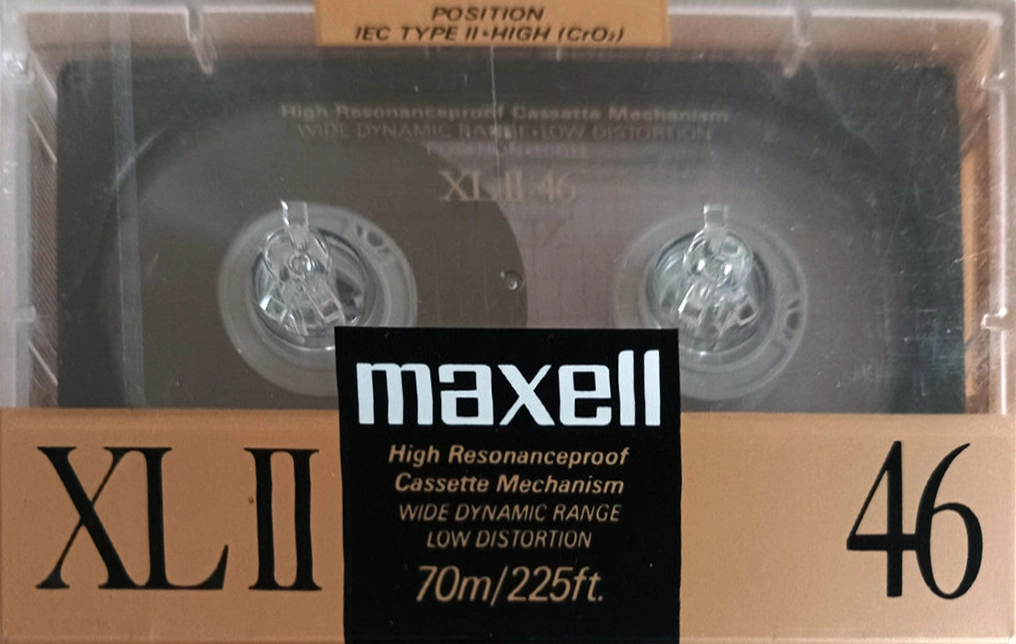 POSITION
IEC TYPE II•HIGH (CrO₂)
High Resonanceproof Cassette Mechanism
WIDE DYNAMIC RANGE•LOW DISTORTION
XL II 46
maxell
High Resonanceproof
Cassette Mechanism
WIDE DYNAMIC RANGE
LOW DISTORTION
70m/225ft.
XL II
46